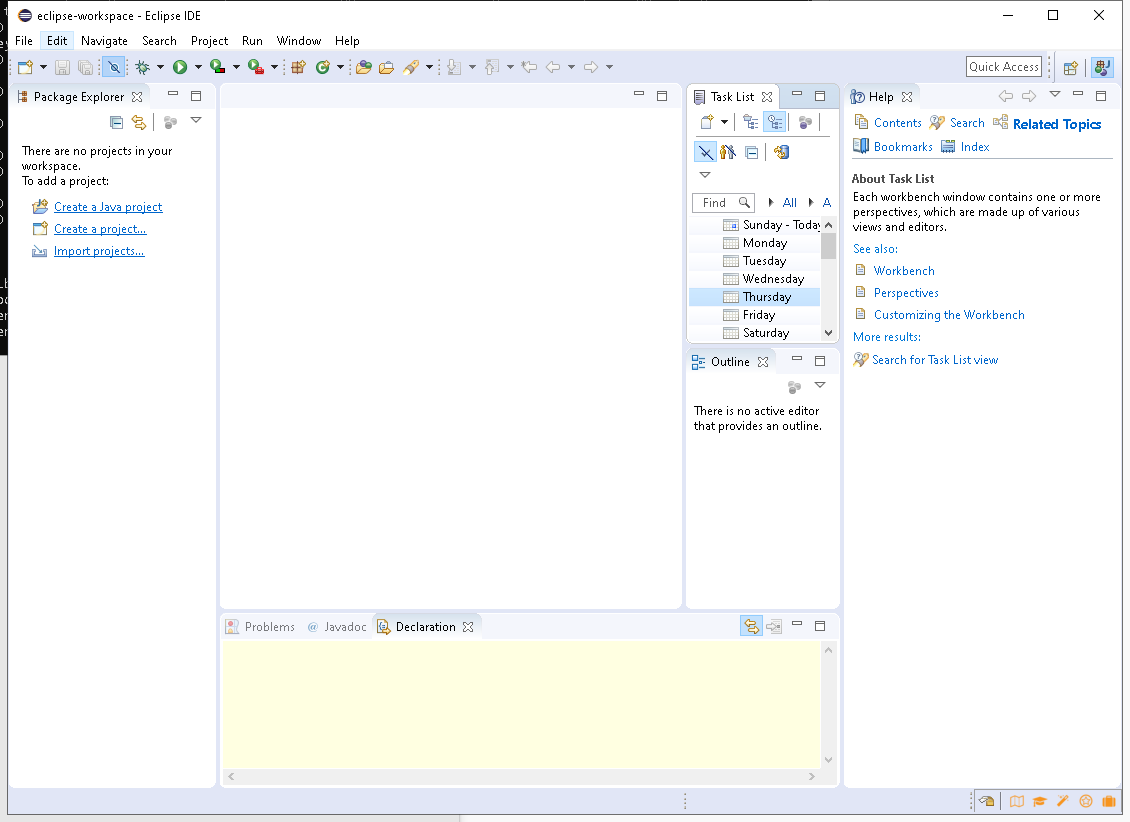 eclipse-workspace - Eclipse IDE
File Edit Navigate Search Project Run Window Help
Quick Access
Package Explorer
There are no projects in your
workspace.
To add a project:
Create a Java project
Create a project...
Import projects...
Task List
Find All A
Sunday - Today
Monday
Tuesday
Wednesday
Thursday
Friday
Saturday
Outline
There is no active editor
that provides an outline.
Help
Contents Search Related Topics
Bookmarks Index
About Task List
Each workbench window contains one or more
perspectives, which are made up of various
views and editors.
See also:
Workbench
Perspectives
Customizing the Workbench
More results:
Search for Task List view
Problems @ Javadoc Declaration